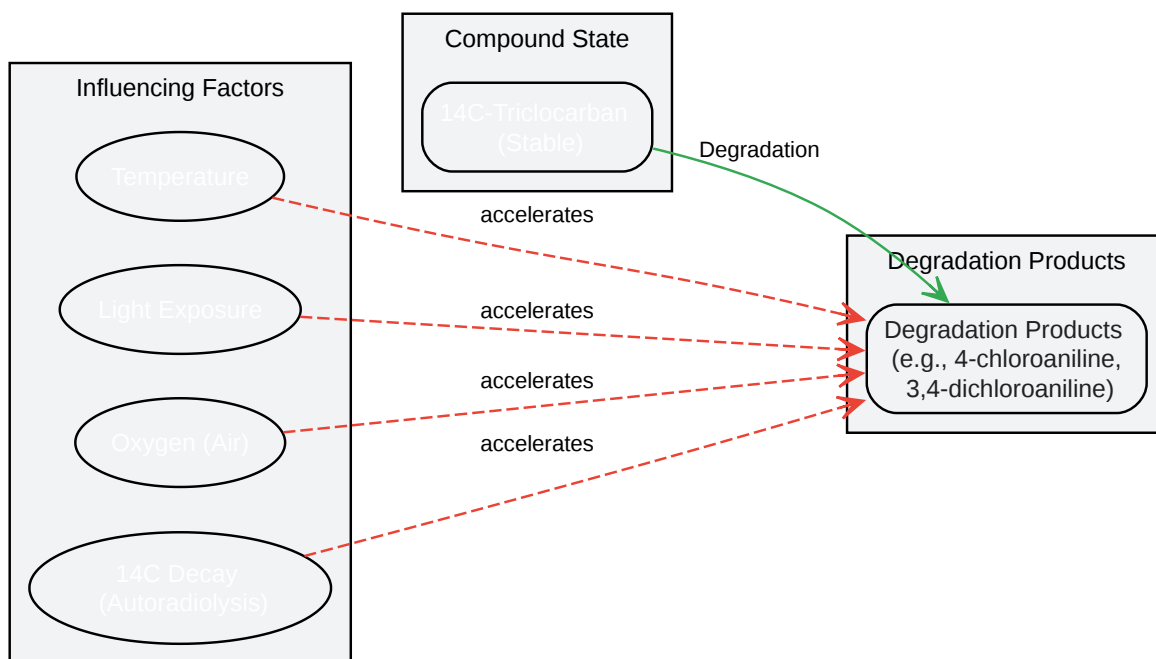 Compound State
14C-Triclocarban
(Stable)
Influencing Factors
Temperature
Light Exposure
Oxygen (Air)
14C Decay
(Autoradiolysis)
Degradation
accelerates
accelerates
accelerates
accelerates
Degradation Products
Degradation Products
(e.g., 4-chloroaniline,
3,4-dichloroaniline)